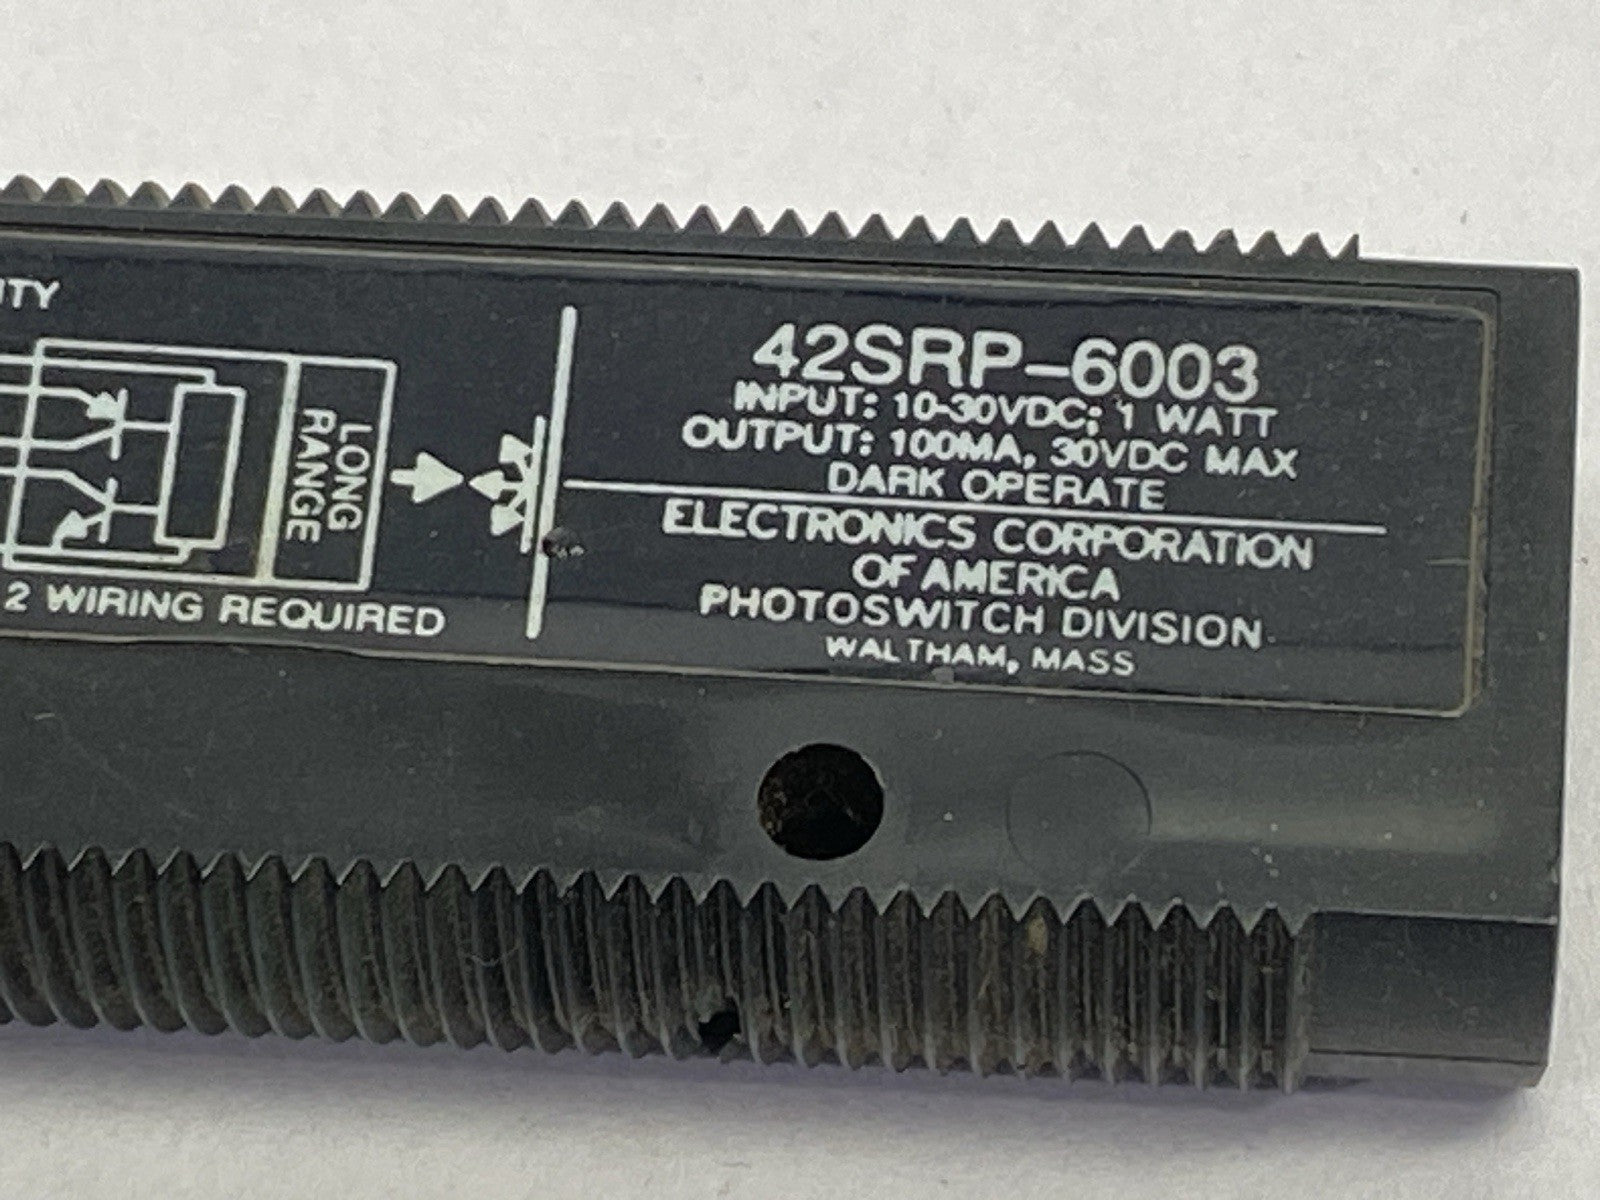 ITY
LONG
RANGE
2 WIRING REQUIRED
42SRP-6003
INPUT: 10-30VDC; 1 WATT
OUTPUT: 100MA, 30VDC MAX
DARK OPERATE
ELECTRONICS CORPORATION
OF AMERICA
PHOTOSWITCH DIVISION
WALTHAM, MASS